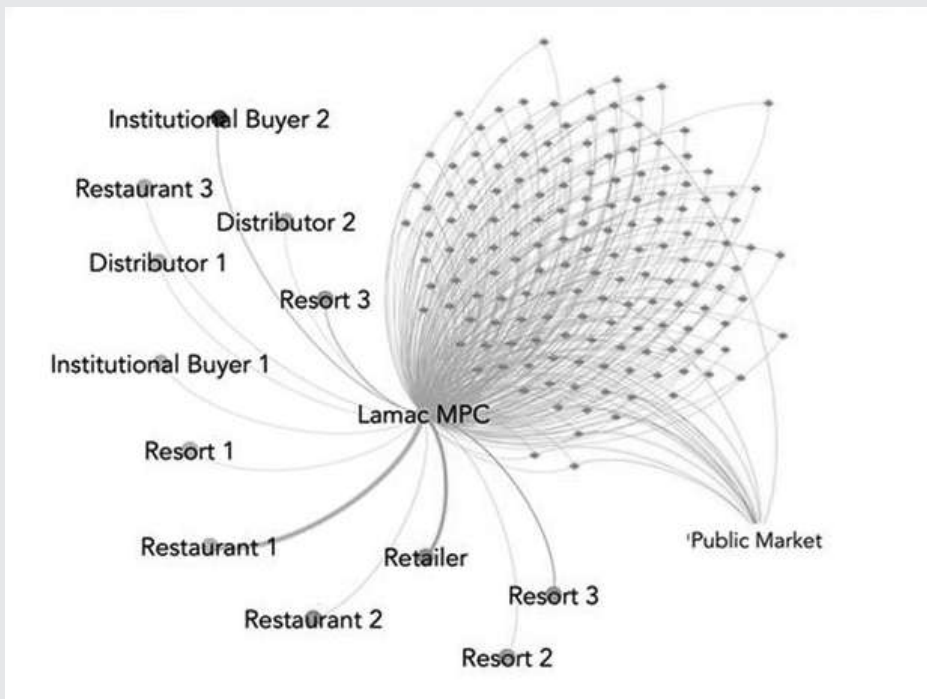 Institutional Buyer 2
Restaurant 3
Distributor 2
Distributor 1
Resort 3
Institutional Buyer 1
Lamac MPC
Resort 1
'Public Market
Restaurant 1
Retailer
Resort 3
Restaurant 2
Resort 2